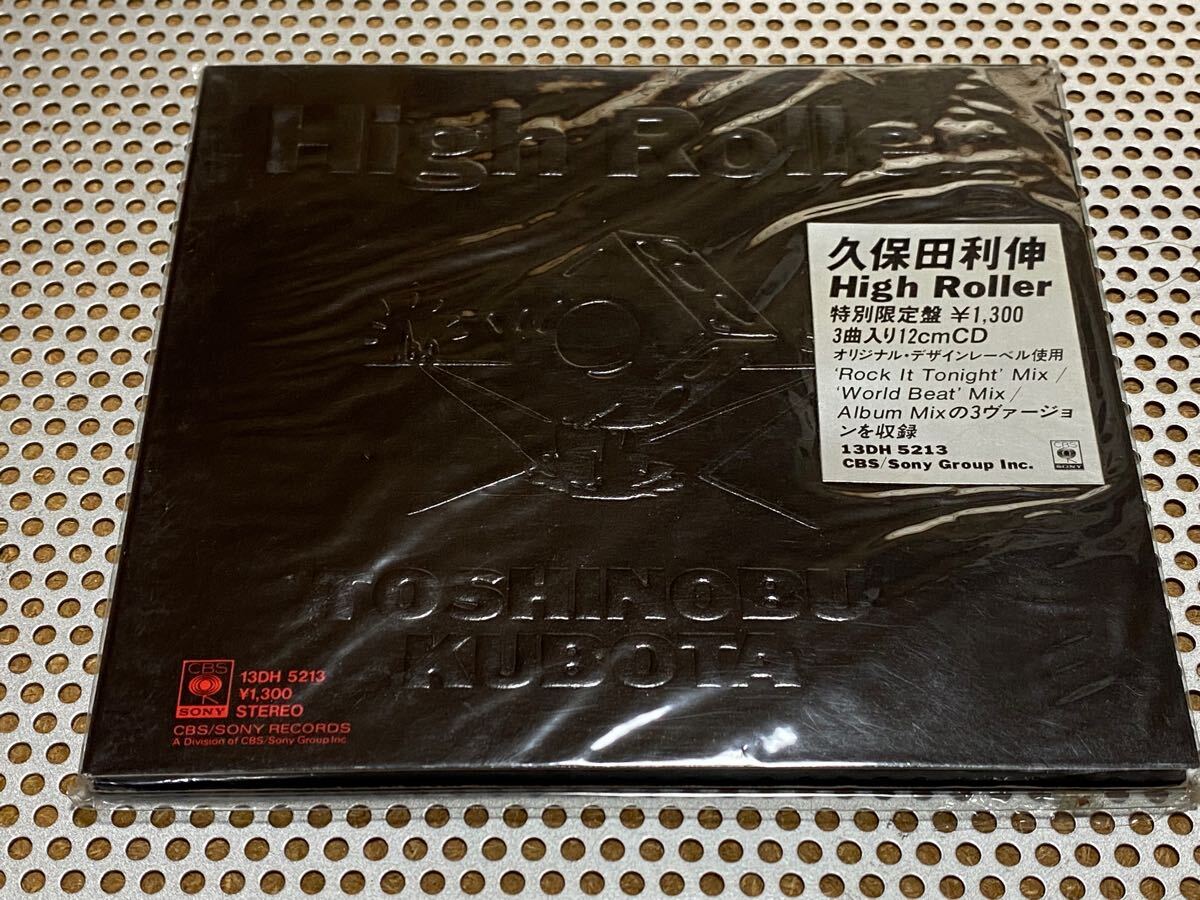 High Roller
久保田利伸
High Roller
特別限定盤 ¥1,300
3曲入り12cmCD
オリジナル・デザインレーベル使用
‘Rock It Tonight’ Mix /
‘World Beat’ Mix /
Album Mixの3ヴァージョ
ンを収録
13DH 5213
CBS/Sony Group Inc.
CBS
SONY
TOSHINOBU
KUBOTA
CBS
SONY
13DH 5213
¥1,300
STEREO
CBS/SONY RECORDS
A Division of CBS/Sony Group Inc.